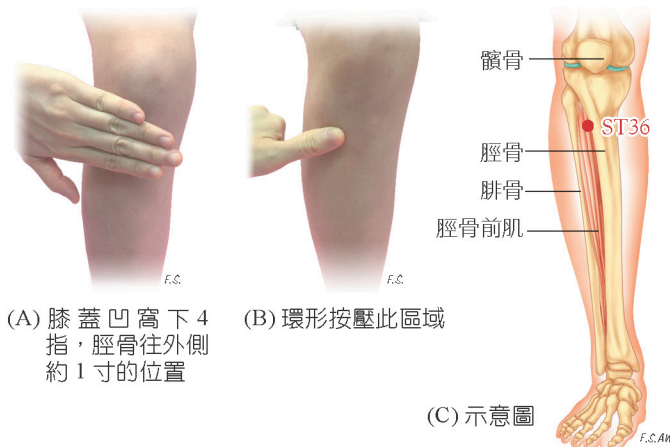 髕骨
ST36
脛骨
腓骨
脛骨前肌
F.S.
F.S.
(A) 膝蓋凹窩下4
指，脛骨往外側
約1寸的位置
(B) 環形按壓此區域
(C) 示意圖
F.S.AW